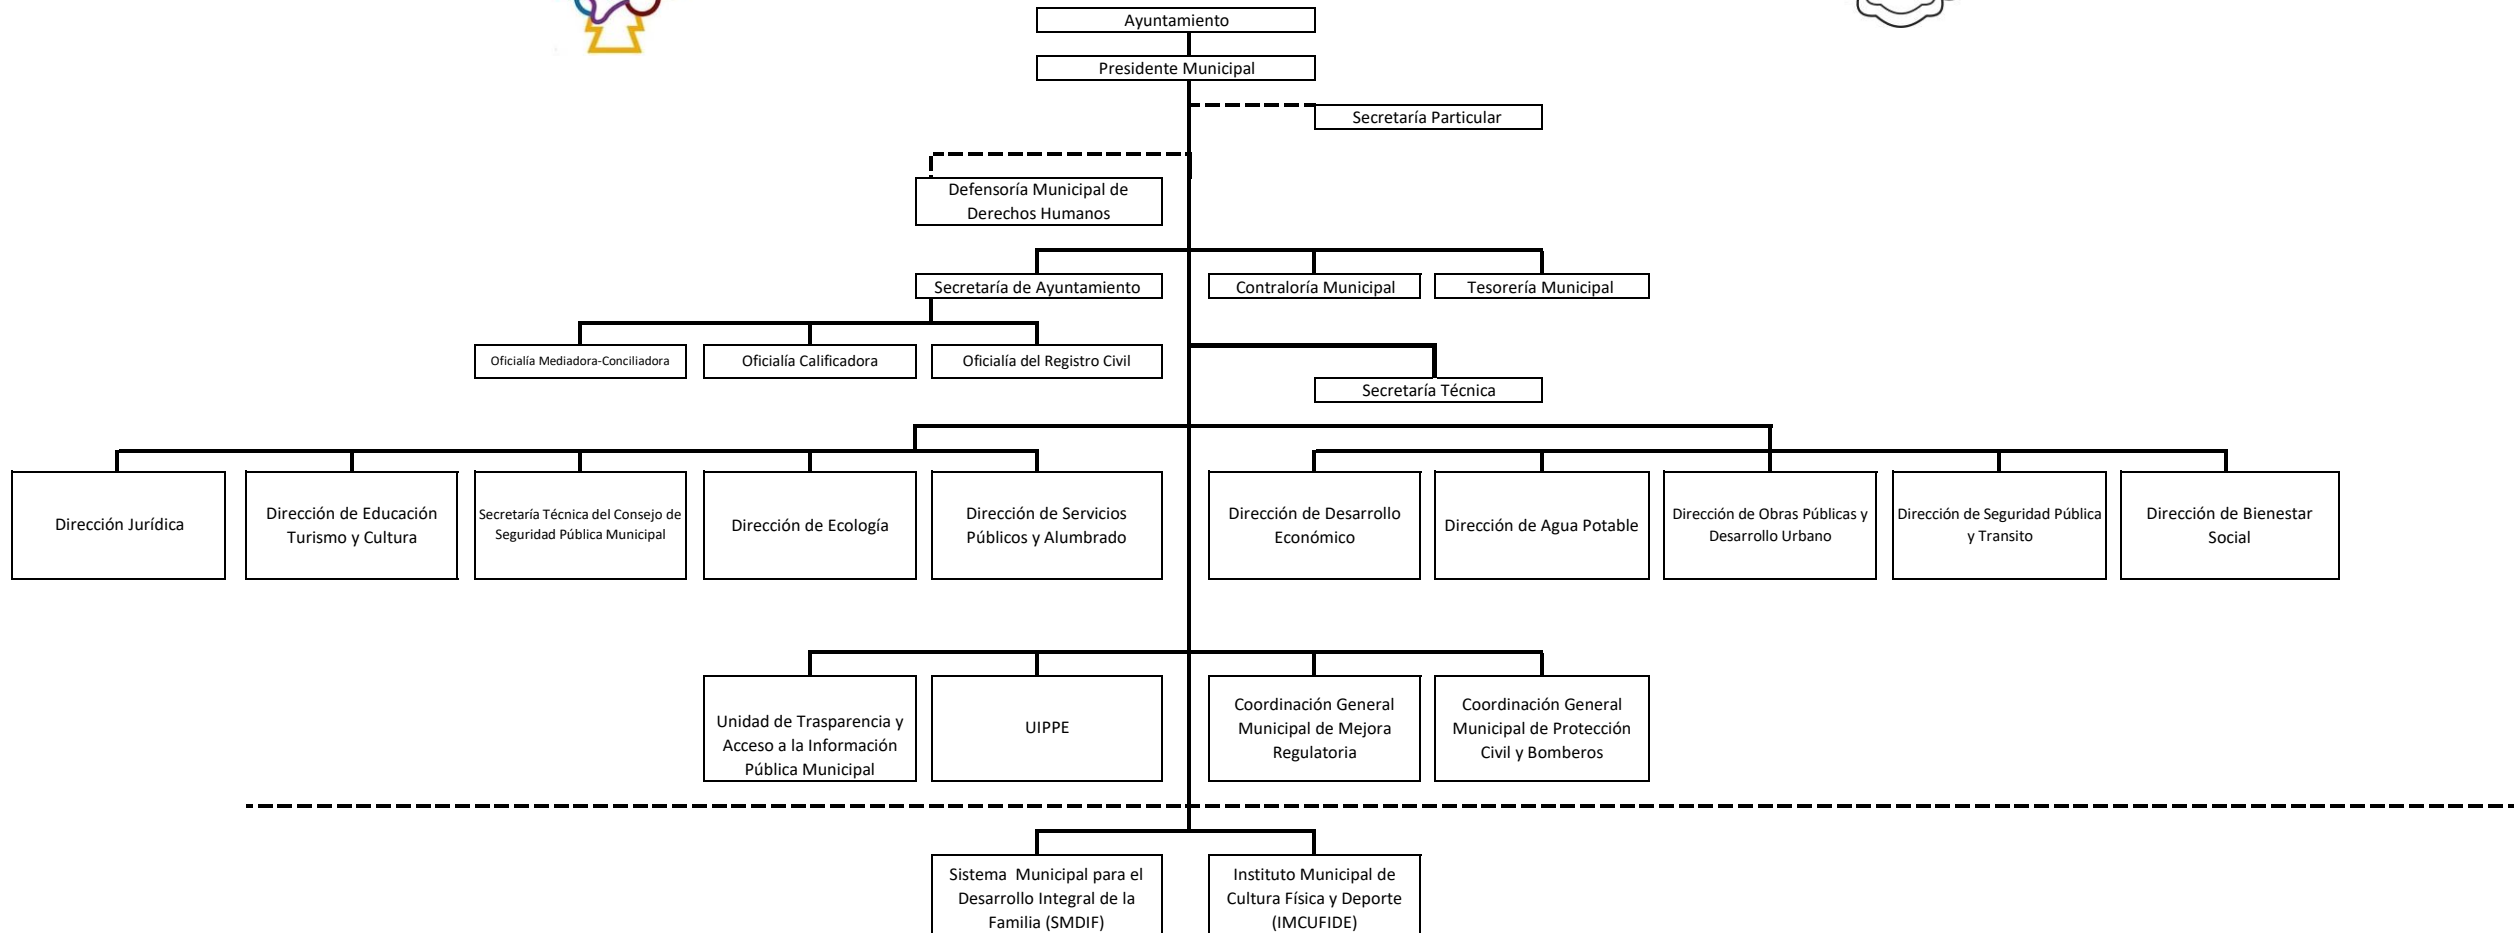 Ayuntamiento
Presidente Municipal
Secretaría Particular
Defensoría Municipal de
Derechos Humanos
Secretaría de Ayuntamiento
Contraloría Municipal
Tesorería Municipal
Oficialía Mediadora-Conciliadora
Oficialía Calificadora
Oficialía del Registro Civil
Secretaría Técnica
Dirección Jurídica
Dirección de Educación
Turismo y Cultura
Secretaría Técnica del Consejo de
Seguridad Pública Municipal
Dirección de Ecología
Dirección de Servicios
Públicos y Alumbrado
Dirección de Desarrollo
Económico
Dirección de Agua Potable
Dirección de Obras Públicas y
Desarrollo Urbano
Dirección de Seguridad Pública
y Transito
Dirección de Bienestar
Social
Unidad de Trasparencia y
Acceso a la Información
Pública Municipal
UIPPE
Coordinación General
Municipal de Mejora
Regulatoria
Coordinación General
Municipal de Protección
Civil y Bomberos
Sistema  Municipal para el
Desarrollo Integral de la
Familia (SMDIF)
Instituto Municipal de
Cultura Física y Deporte
(IMCUFIDE)